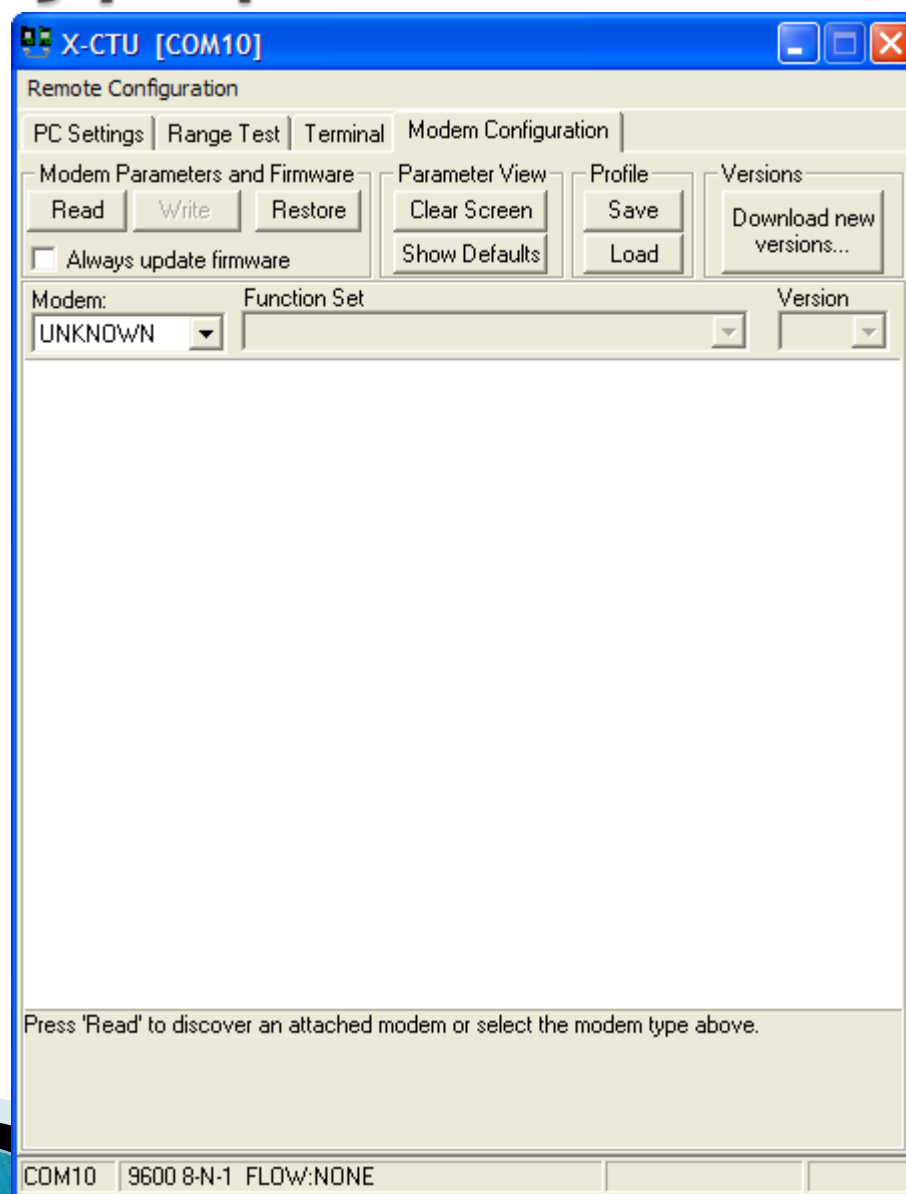 X-CTU [COM10]
Remote Configuration
PC Settings Range Test Terminal Modem Configuration
Modem Parameters and Firmware Parameter View Profile Versions
Read Write Restore Clear Screen Save Download new versions...
Always update firmware Show Defaults Load
Modem: Function Set Version
UNKNOWN
Press 'Read' to discover an attached modem or select the modem type above.
COM10 9600 8-N-1 FLOW:NONE